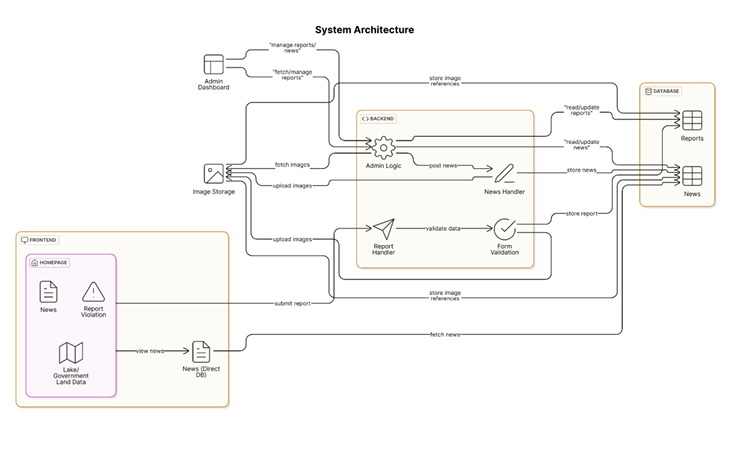 System Architecture
"manage reports/
news"
"fetch/manage
reports"
Admin
Dashboard
store image
references
DATABASE
"read/update
reports"
Reports
BACKEND
Admin Logic
"read/update
news"
fetch images
post news
Image Storage
upload images
News Handler
store news
News
store report
FRONTEND
upload images
Report
Handler
validate data
Form
Validation
HOMEPAGE
News
Report
Violation
submit report
store image
references
fetch news
view news
Lake/
Government
Land Data
News (Direct
DB)